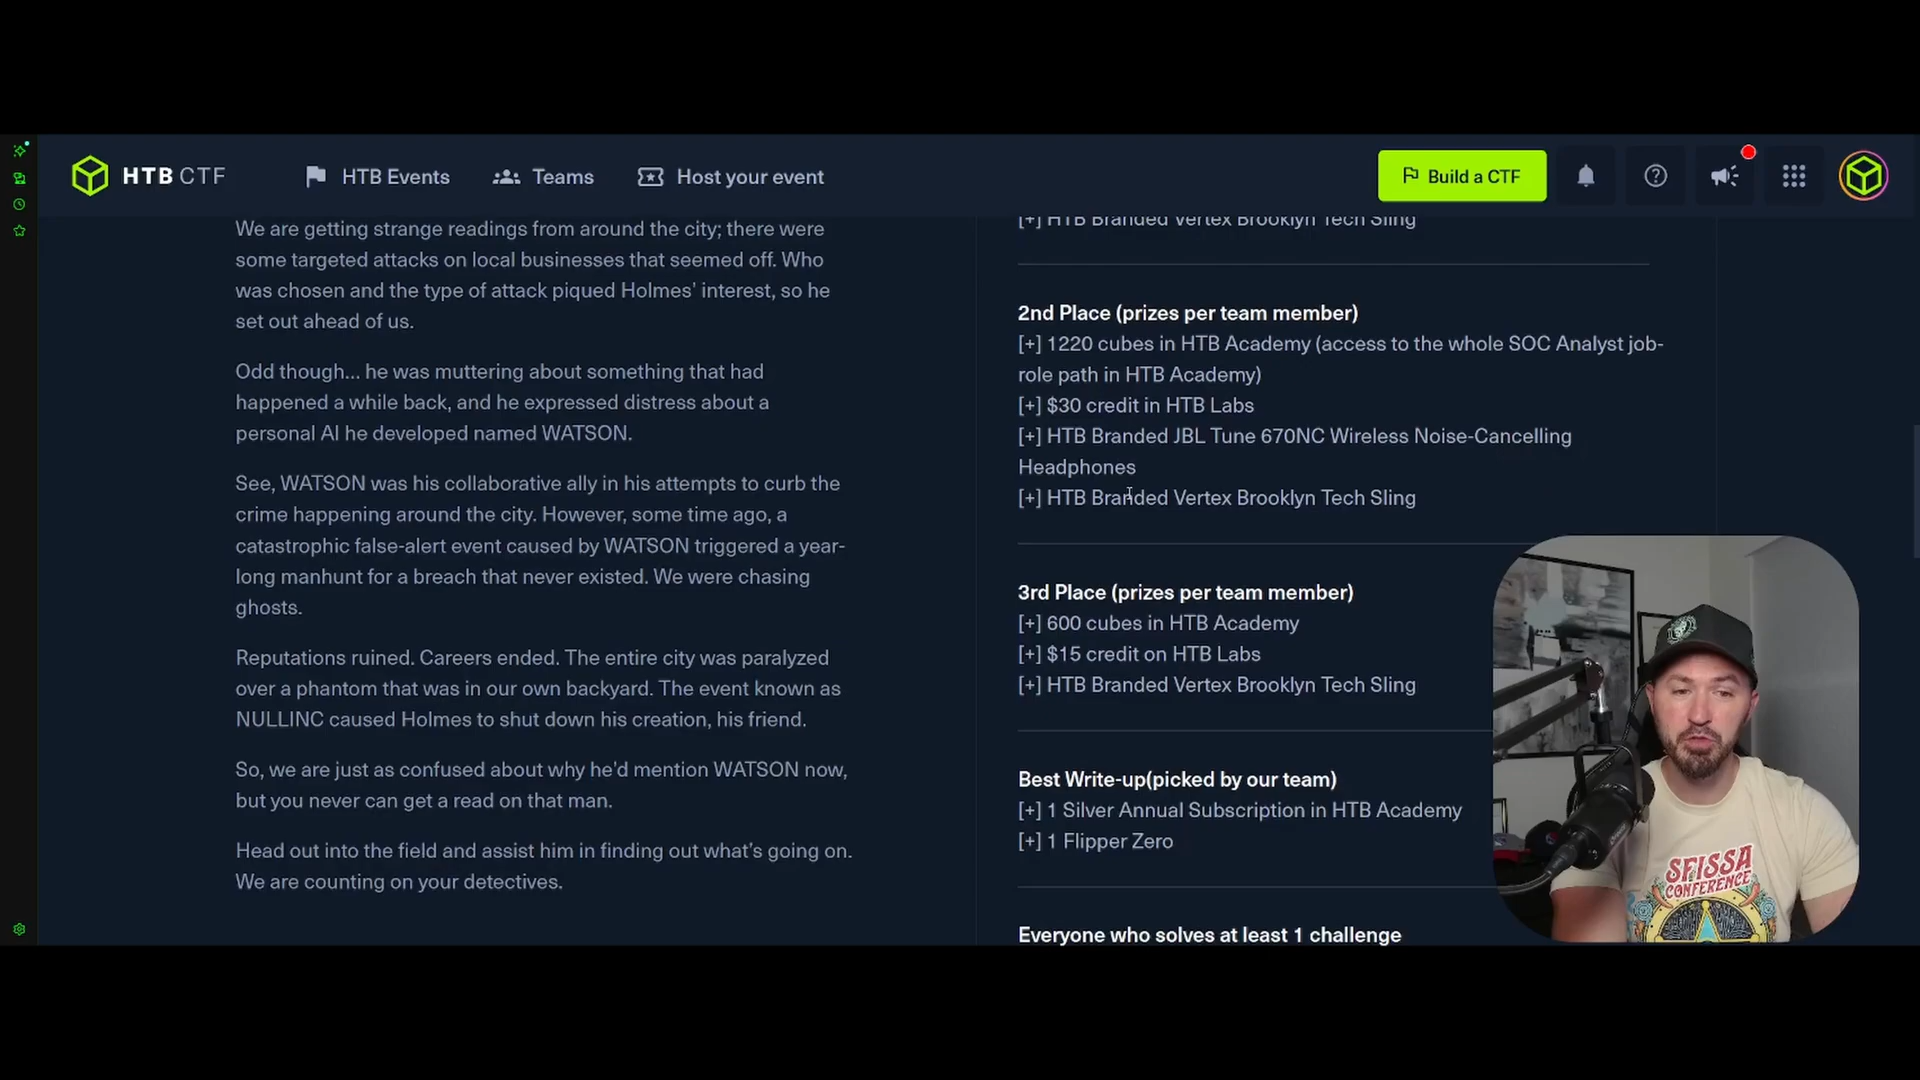 HTB CTF
HTB Events
Teams
Host your event
Build a CTF
We are getting strange readings from around the city; there were
some targeted attacks on local businesses that seemed off. Who
was chosen and the type of attack piqued Holmes' interest, so he
set out ahead of us.
Odd though... he was muttering about something that had
happened a while back, and he expressed distress about a
personal AI he developed named WATSON.
See, WATSON was his collaborative ally in his attempts to curb the
crime happening around the city. However, some time ago, a
catastrophic false-alert event caused by WATSON triggered a year-
long manhunt for a breach that never existed. We were chasing
ghosts.
Reputations ruined. Careers ended. The entire city was paralyzed
over a phantom that was in our own backyard. The event known as
NULLINC caused Holmes to shut down his creation, his friend.
So, we are just as confused about why he'd mention WATSON now,
but you never can get a read on that man.
Head out into the field and assist him in finding out what's going on.
We are counting on your detectives.
[+] HTB Branded Vertex Brooklyn Tech Sling
2nd Place (prizes per team member)
[+] 1220 cubes in HTB Academy (access to the whole SOC Analyst job-
role path in HTB Academy)
[+] $30 credit in HTB Labs
[+] HTB Branded JBL Tune 670NC Wireless Noise-Cancelling
Headphones
[+] HTB Branded Vertex Brooklyn Tech Sling
3rd Place (prizes per team member)
[+] 600 cubes in HTB Academy
[+] $15 credit on HTB Labs
[+] HTB Branded Vertex Brooklyn Tech Sling
Best Write-up(picked by our team)
[+] 1 Silver Annual Subscription in HTB Academy
[+] 1 Flipper Zero
Everyone who solves at least 1 challenge
SFISSA
CONFERENCE